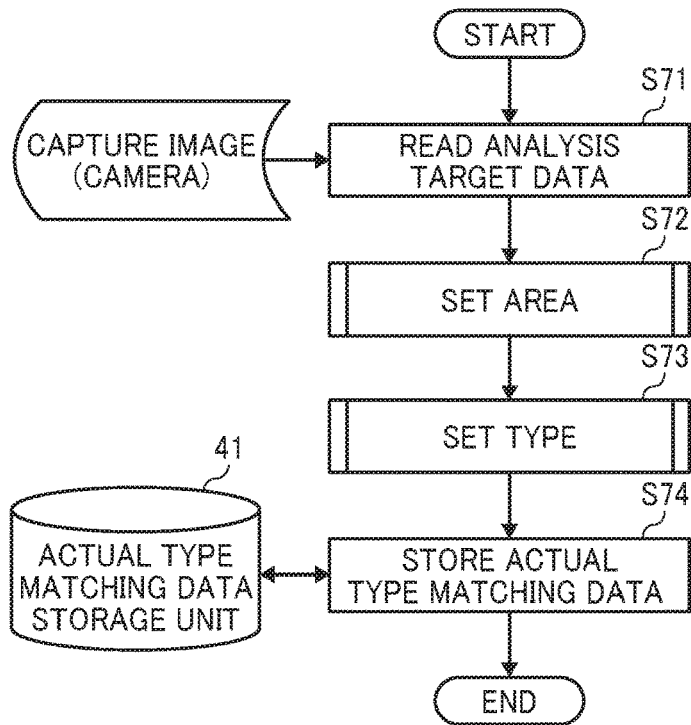 START
S71
CAPTURE IMAGE
(CAMERA)
READ ANALYSIS
TARGET DATA
S72
SET AREA
S73
SET TYPE
41
S74
ACTUAL TYPE
MATCHING DATA
STORAGE UNIT
STORE ACTUAL
TYPE MATCHING DATA
END